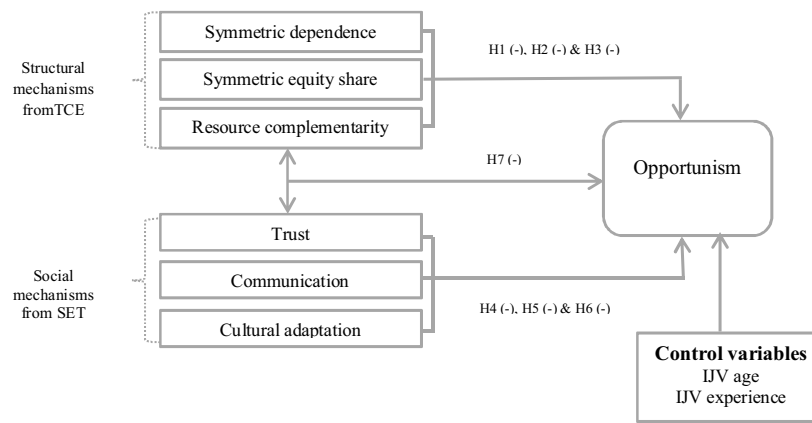 Structural
mechanisms
fromTCE
Symmetric dependence
Symmetric equity share
Resource complementarity
H1 (-), H2 (-) & H3 (-)
H7 (-)
Opportunism
Social
mechanisms
from SET
Trust
Communication
Cultural adaptation
H4 (-), H5 (-) & H6 (-)
Control variables
IJV age
IJV experience